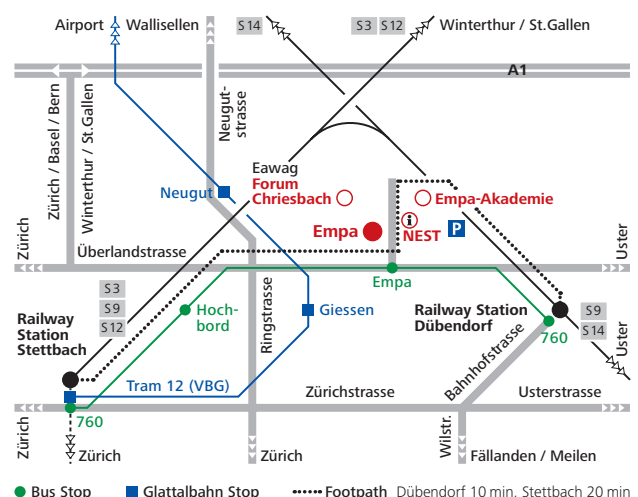 Airport
Wallisellen
S14
S3
S12
Winterthur / St.Gallen
A1
Zürich / Basel / Bern
Winterthur / St.Gallen
Neugut-
strasse
Neugut
Eawag
Forum
Chriesbach
Empa-Akademie
Empa
i
NEST
P
Zürich
Überlandstrasse
Uster
Empa
S3
S9
S12
Hoch-
bord
Ringstrasse
Giessen
Railway Station
Dübendorf
S9
S14
Uster
760
Railway
Station
Stettbach
Bahnhofstrasse
Tram 12 (VBG)
Zürichstrasse
Usterstrasse
760
Zürich
Zürich
Zürich
Wilstr.
Fällanden / Meilen
Bus Stop
Glattalbahn Stop
Footpath Dübendorf 10 min. Stettbach 20 min